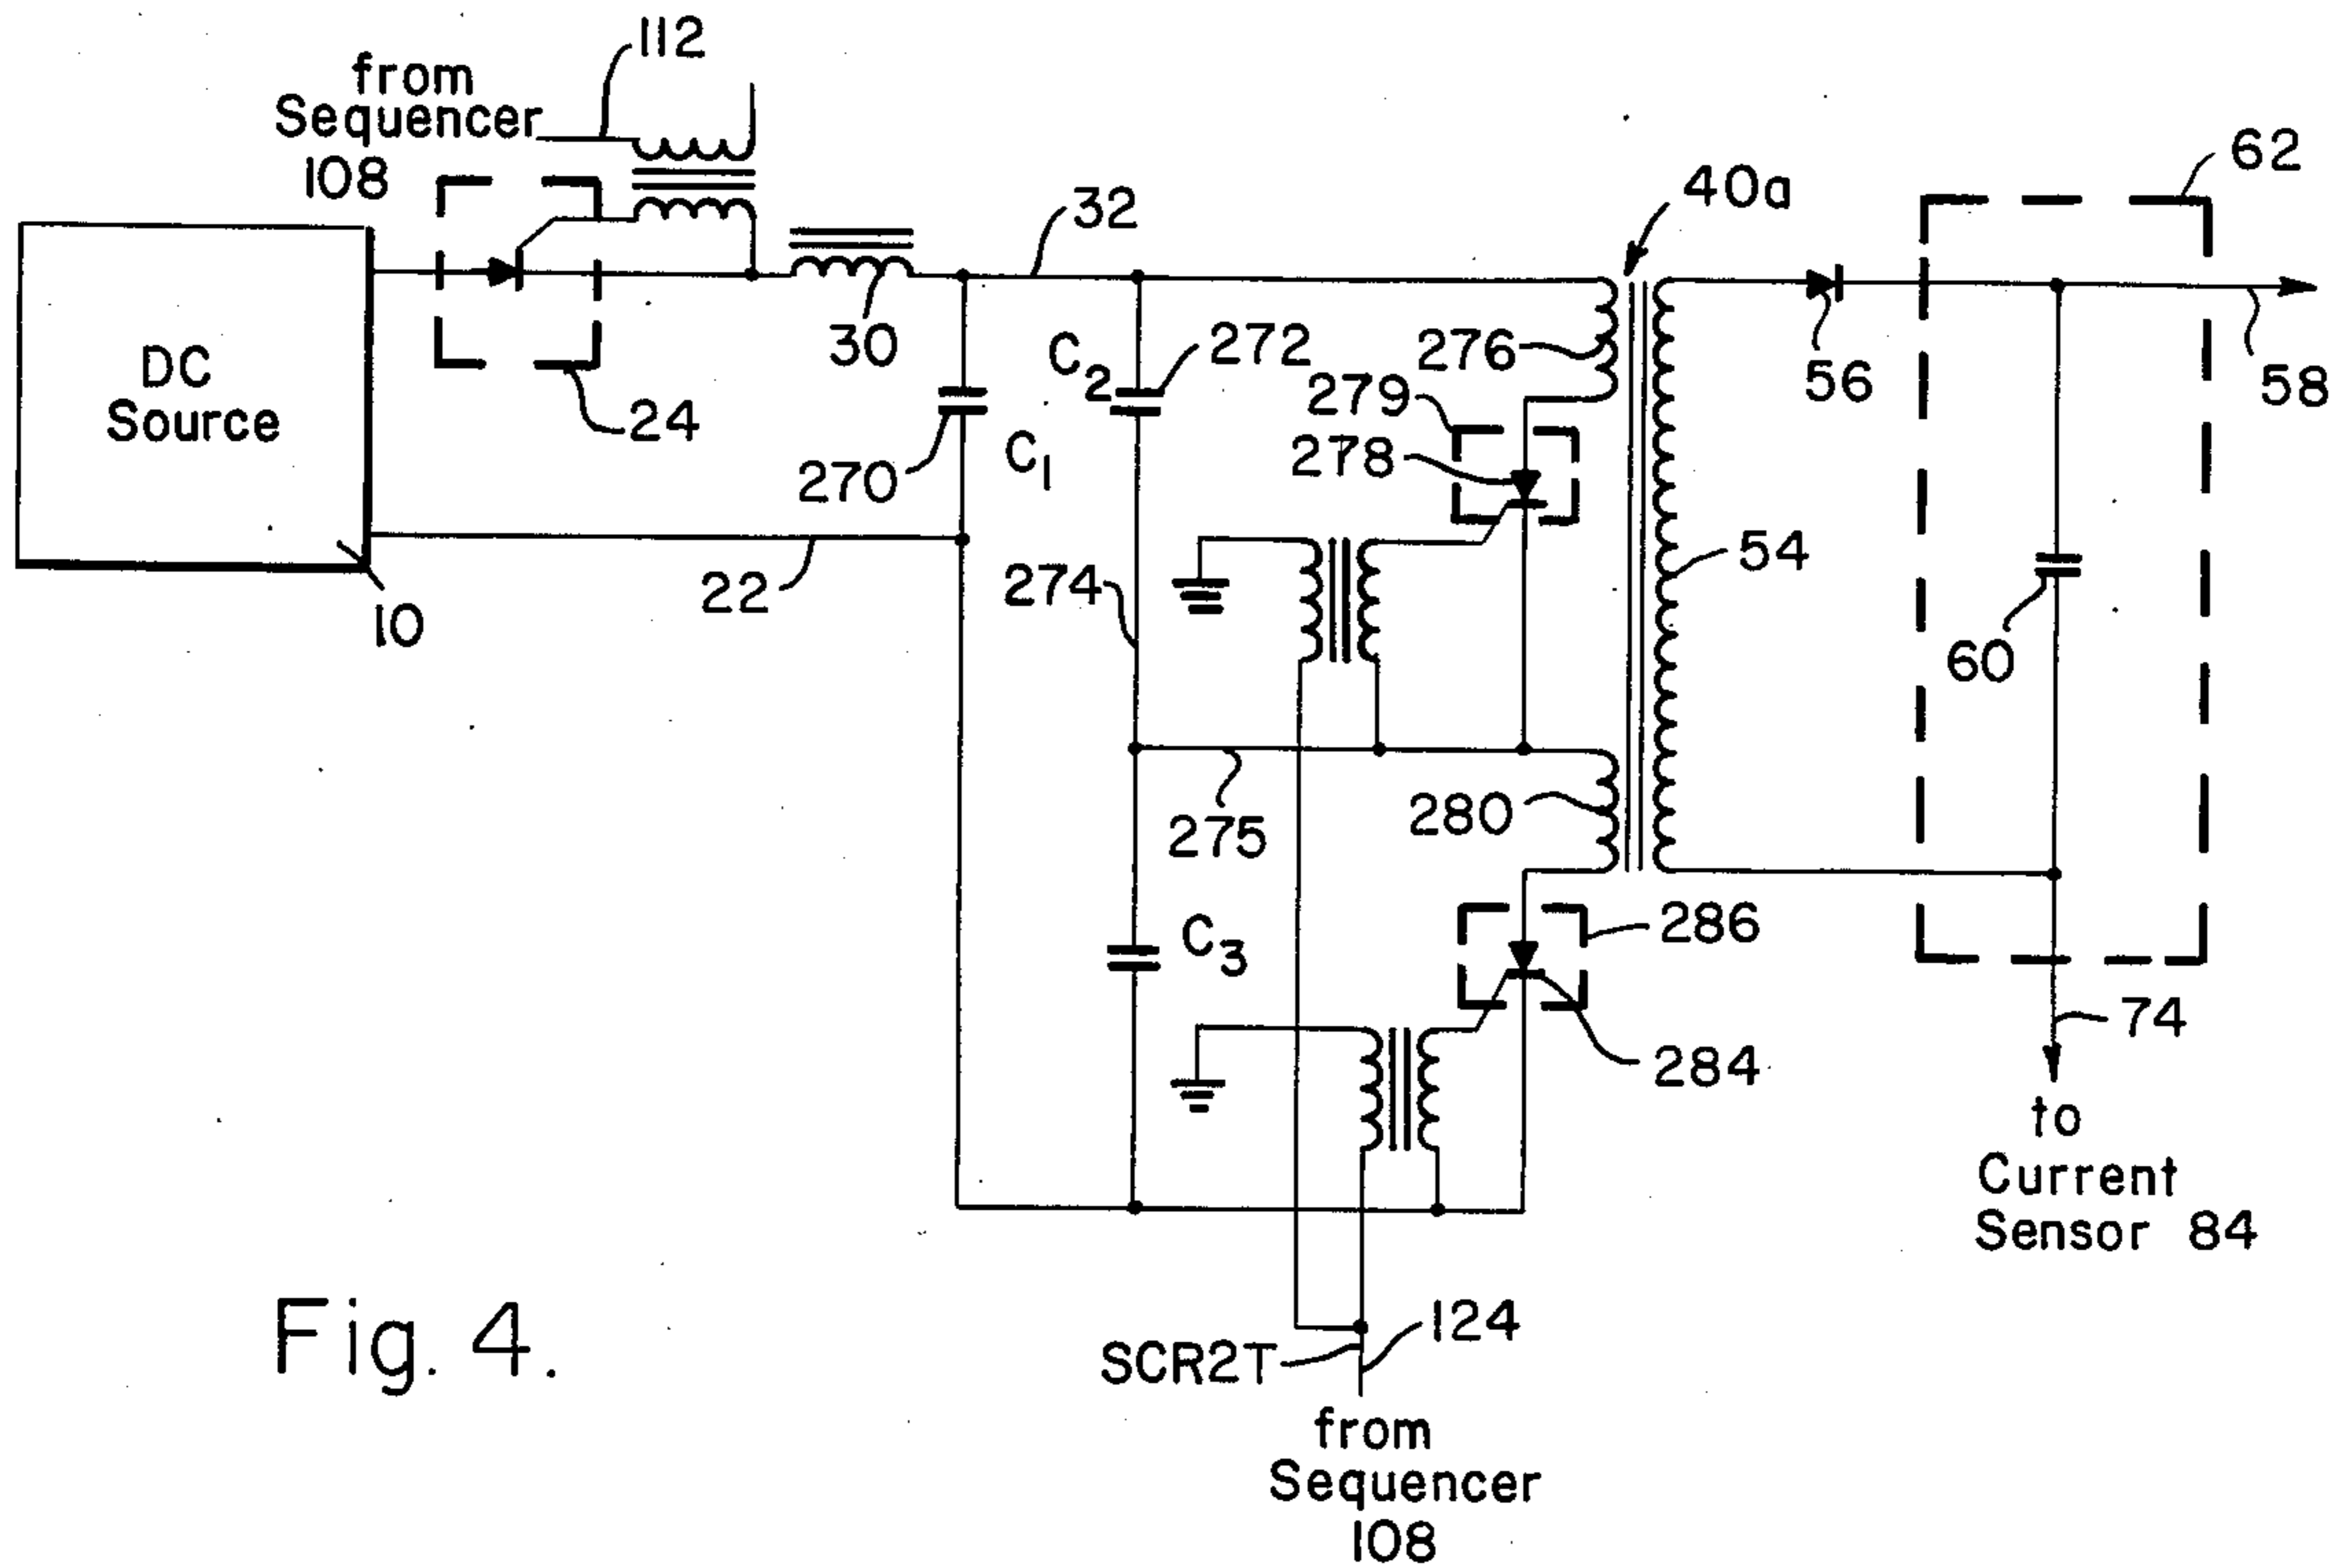 112
from
Sequencer
108
DC
Source
10
24
30
32
22
C1
270
C2
272
274
275
276
279
278
280
C3
286
284
40a
54
56
62
58
60
74
to
Current
Sensor 84
SCR2T
124
from
Sequencer
108
Fig. 4.